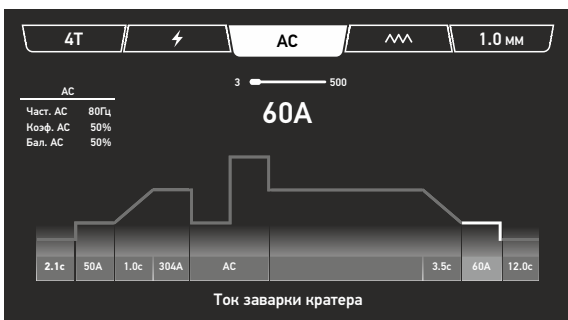 4T AC 1.0 мм
3 500
60A
AC
Част. AC 80Гц
Коэф. AC 50%
Бал. AC 50%
2.1с 50A 1.0с 304A AC 3.5с 60A 12.0с
Ток заварки кратера